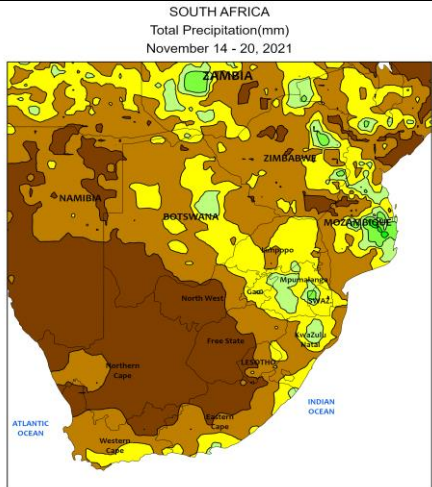 SOUTH AFRICA
Total Precipitation(mm)
November 14 - 20, 2021
ZAMBIA
ZIMBABWE
NAMIBIA
BOTSWANA
MOZAMBIQUE
Limpopo
Mpumalanga
Gaut
North West
SWAZ
KwaZulu
Natal
Free State
LESOTHO
Northern
Cape
INDIAN
OCEAN
Eastern
Cape
ATLANTIC
OCEAN
Western
Cape